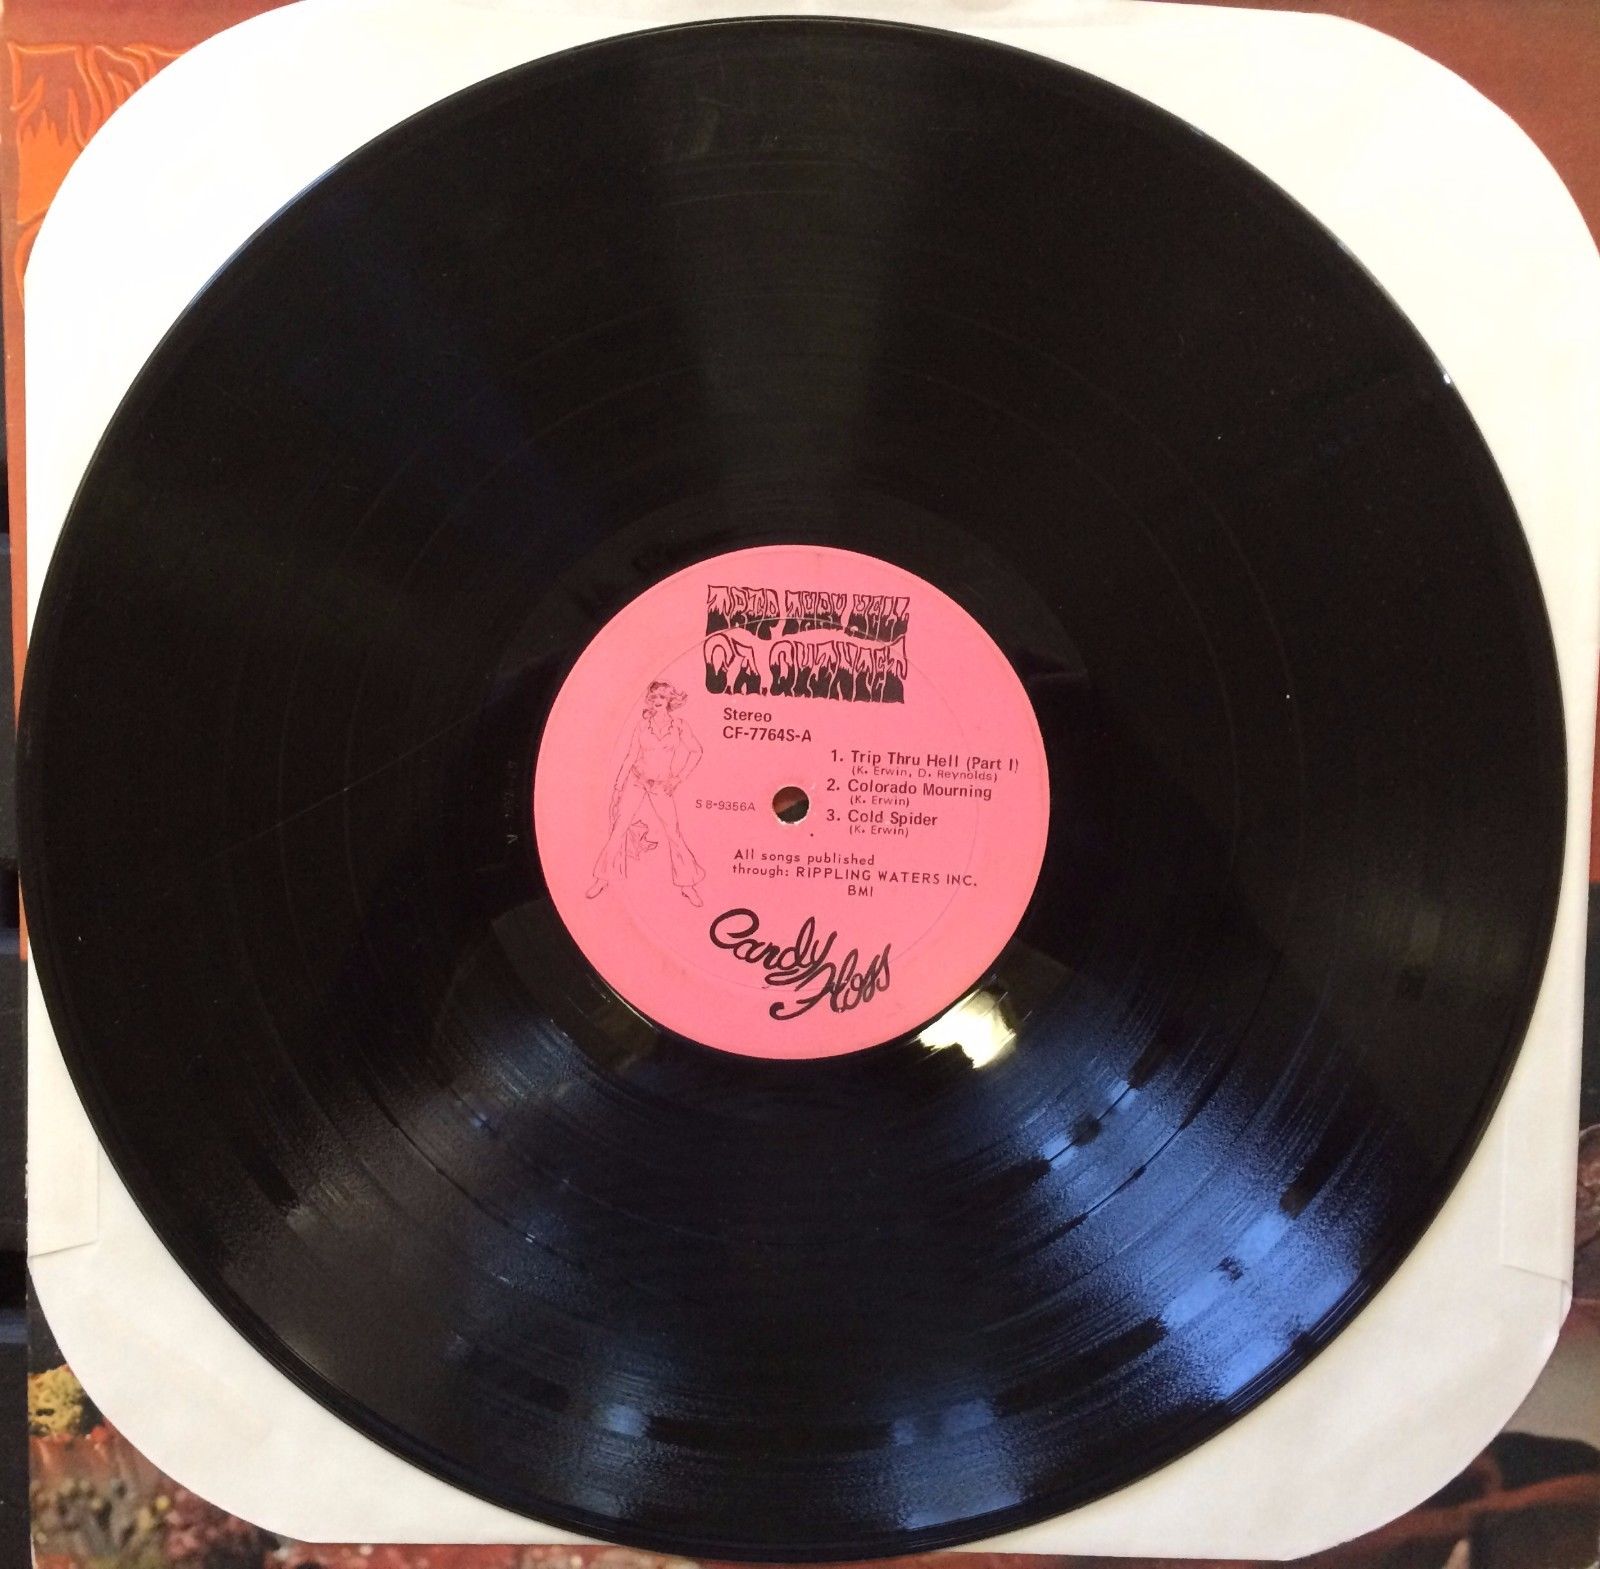 TRIP THRU HELL
C.A. QUINTET
Stereo
CF-7764S-A
1. Trip Thru Hell (Part I)
(K. Erwin, D. Reynolds)
2. Colorado Mourning
(K. Erwin)
S B-9356A
3. Cold Spider
(K. Erwin)
All songs published
through: RIPPLING WATERS INC.
BMI
Candy
Floss